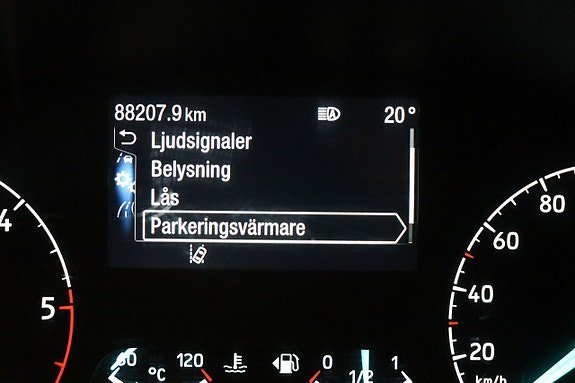 88207.9 km 20°
Ljudsignaler
Belysning
Lås
Parkeringsvärmare
4
5
80
60
40
20
km/h
60 °C 120
0 1/2 1